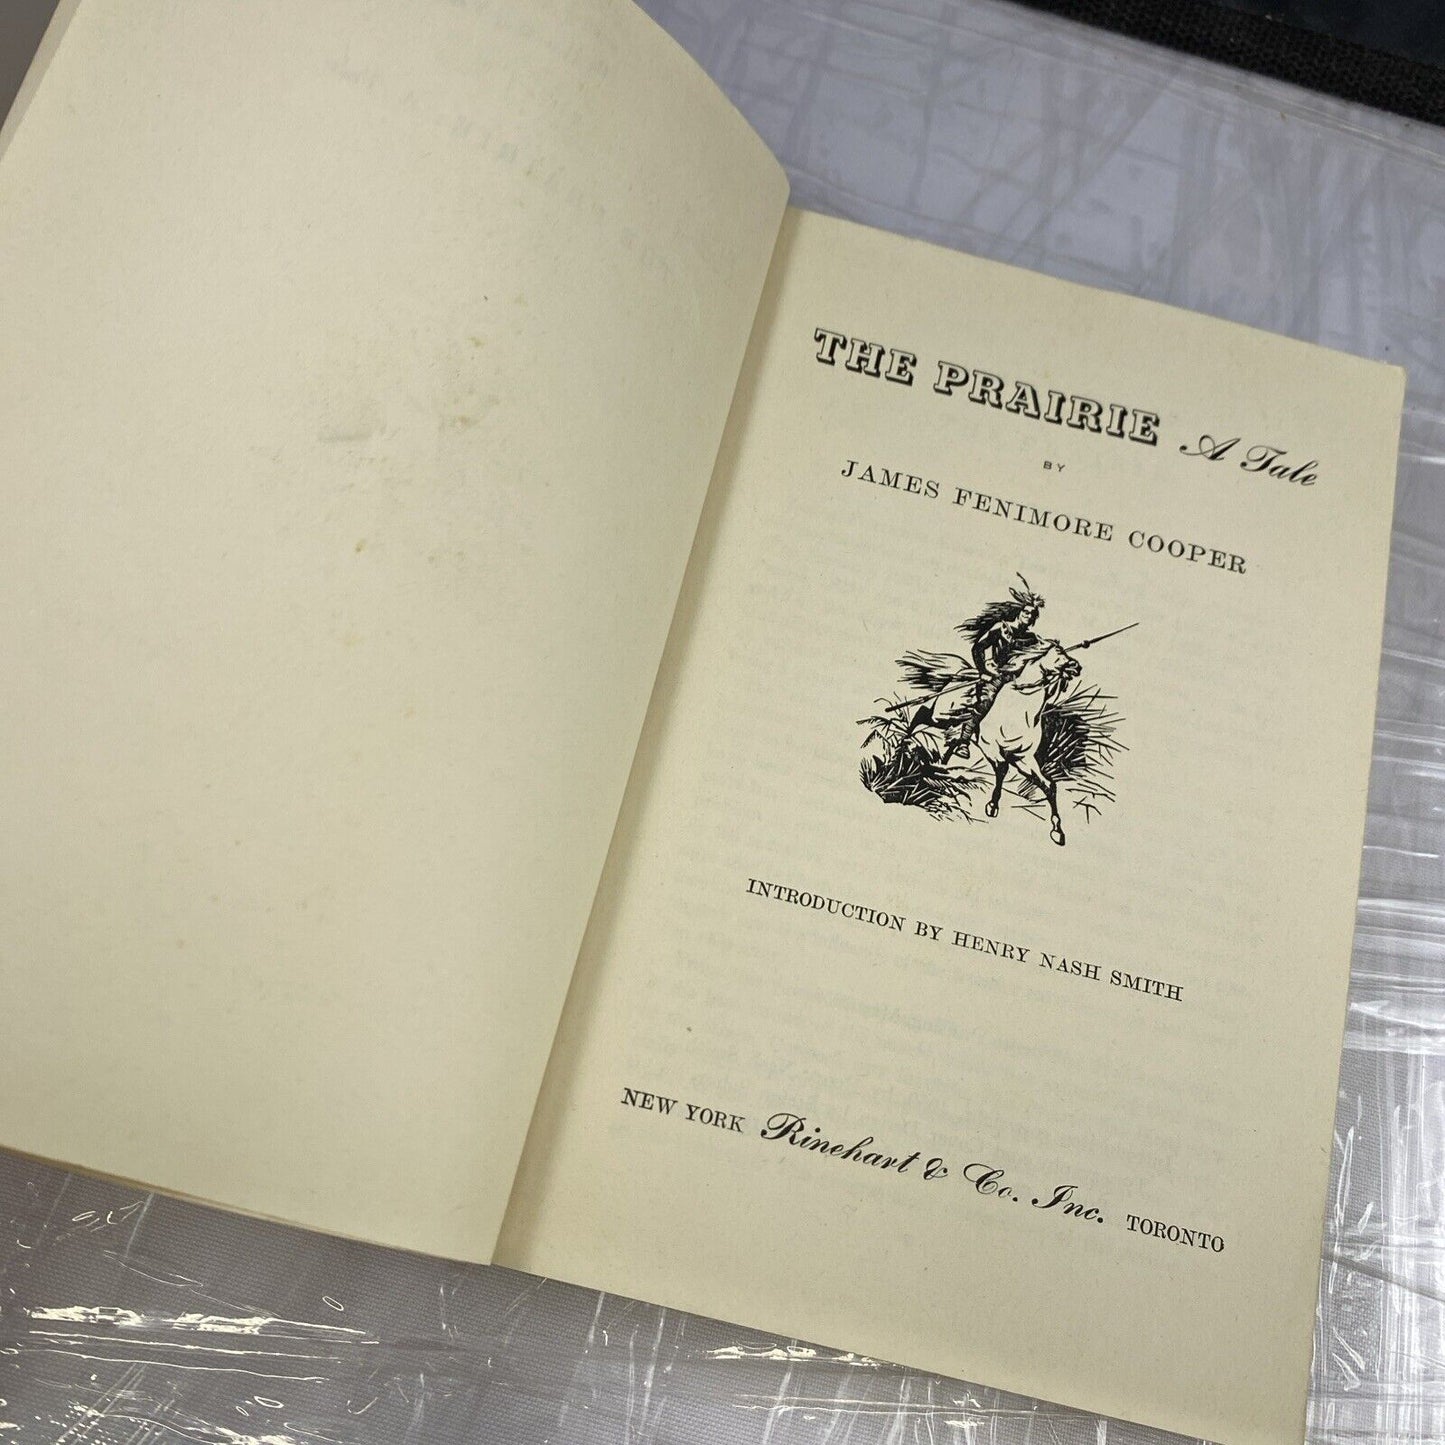 THE PRAIRIE A Tale
BY
JAMES FENIMORE COOPER
INTRODUCTION BY HENRY NASH SMITH
NEW YORK Rinehart & Co. Inc. TORONTO